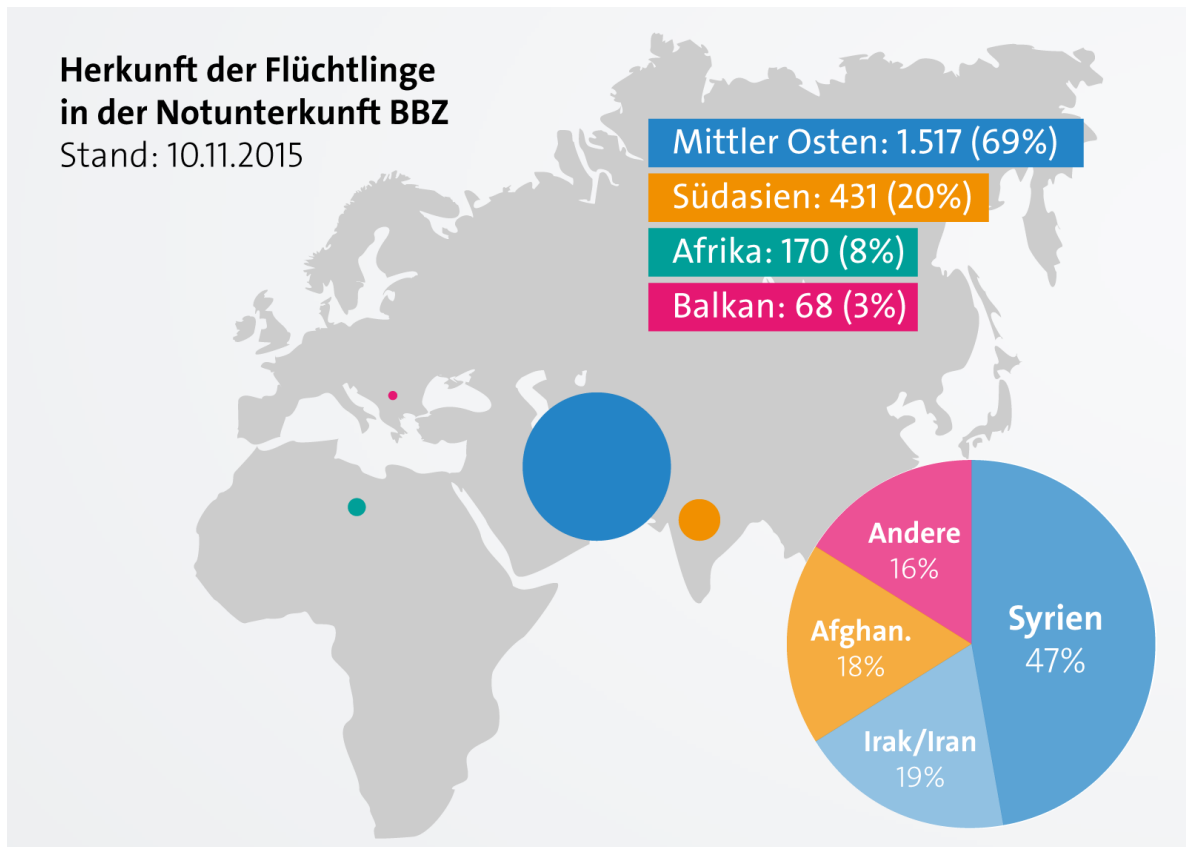 Herkunft der Flüchtlinge
in der Notunterkunft BBZ
Stand: 10.11.2015
Mittler Osten: 1.517 (69%)
Südasien: 431 (20%)
Afrika: 170 (8%)
Balkan: 68 (3%)
Andere
16%
Syrien
47%
Afghan.
18%
Irak/Iran
19%